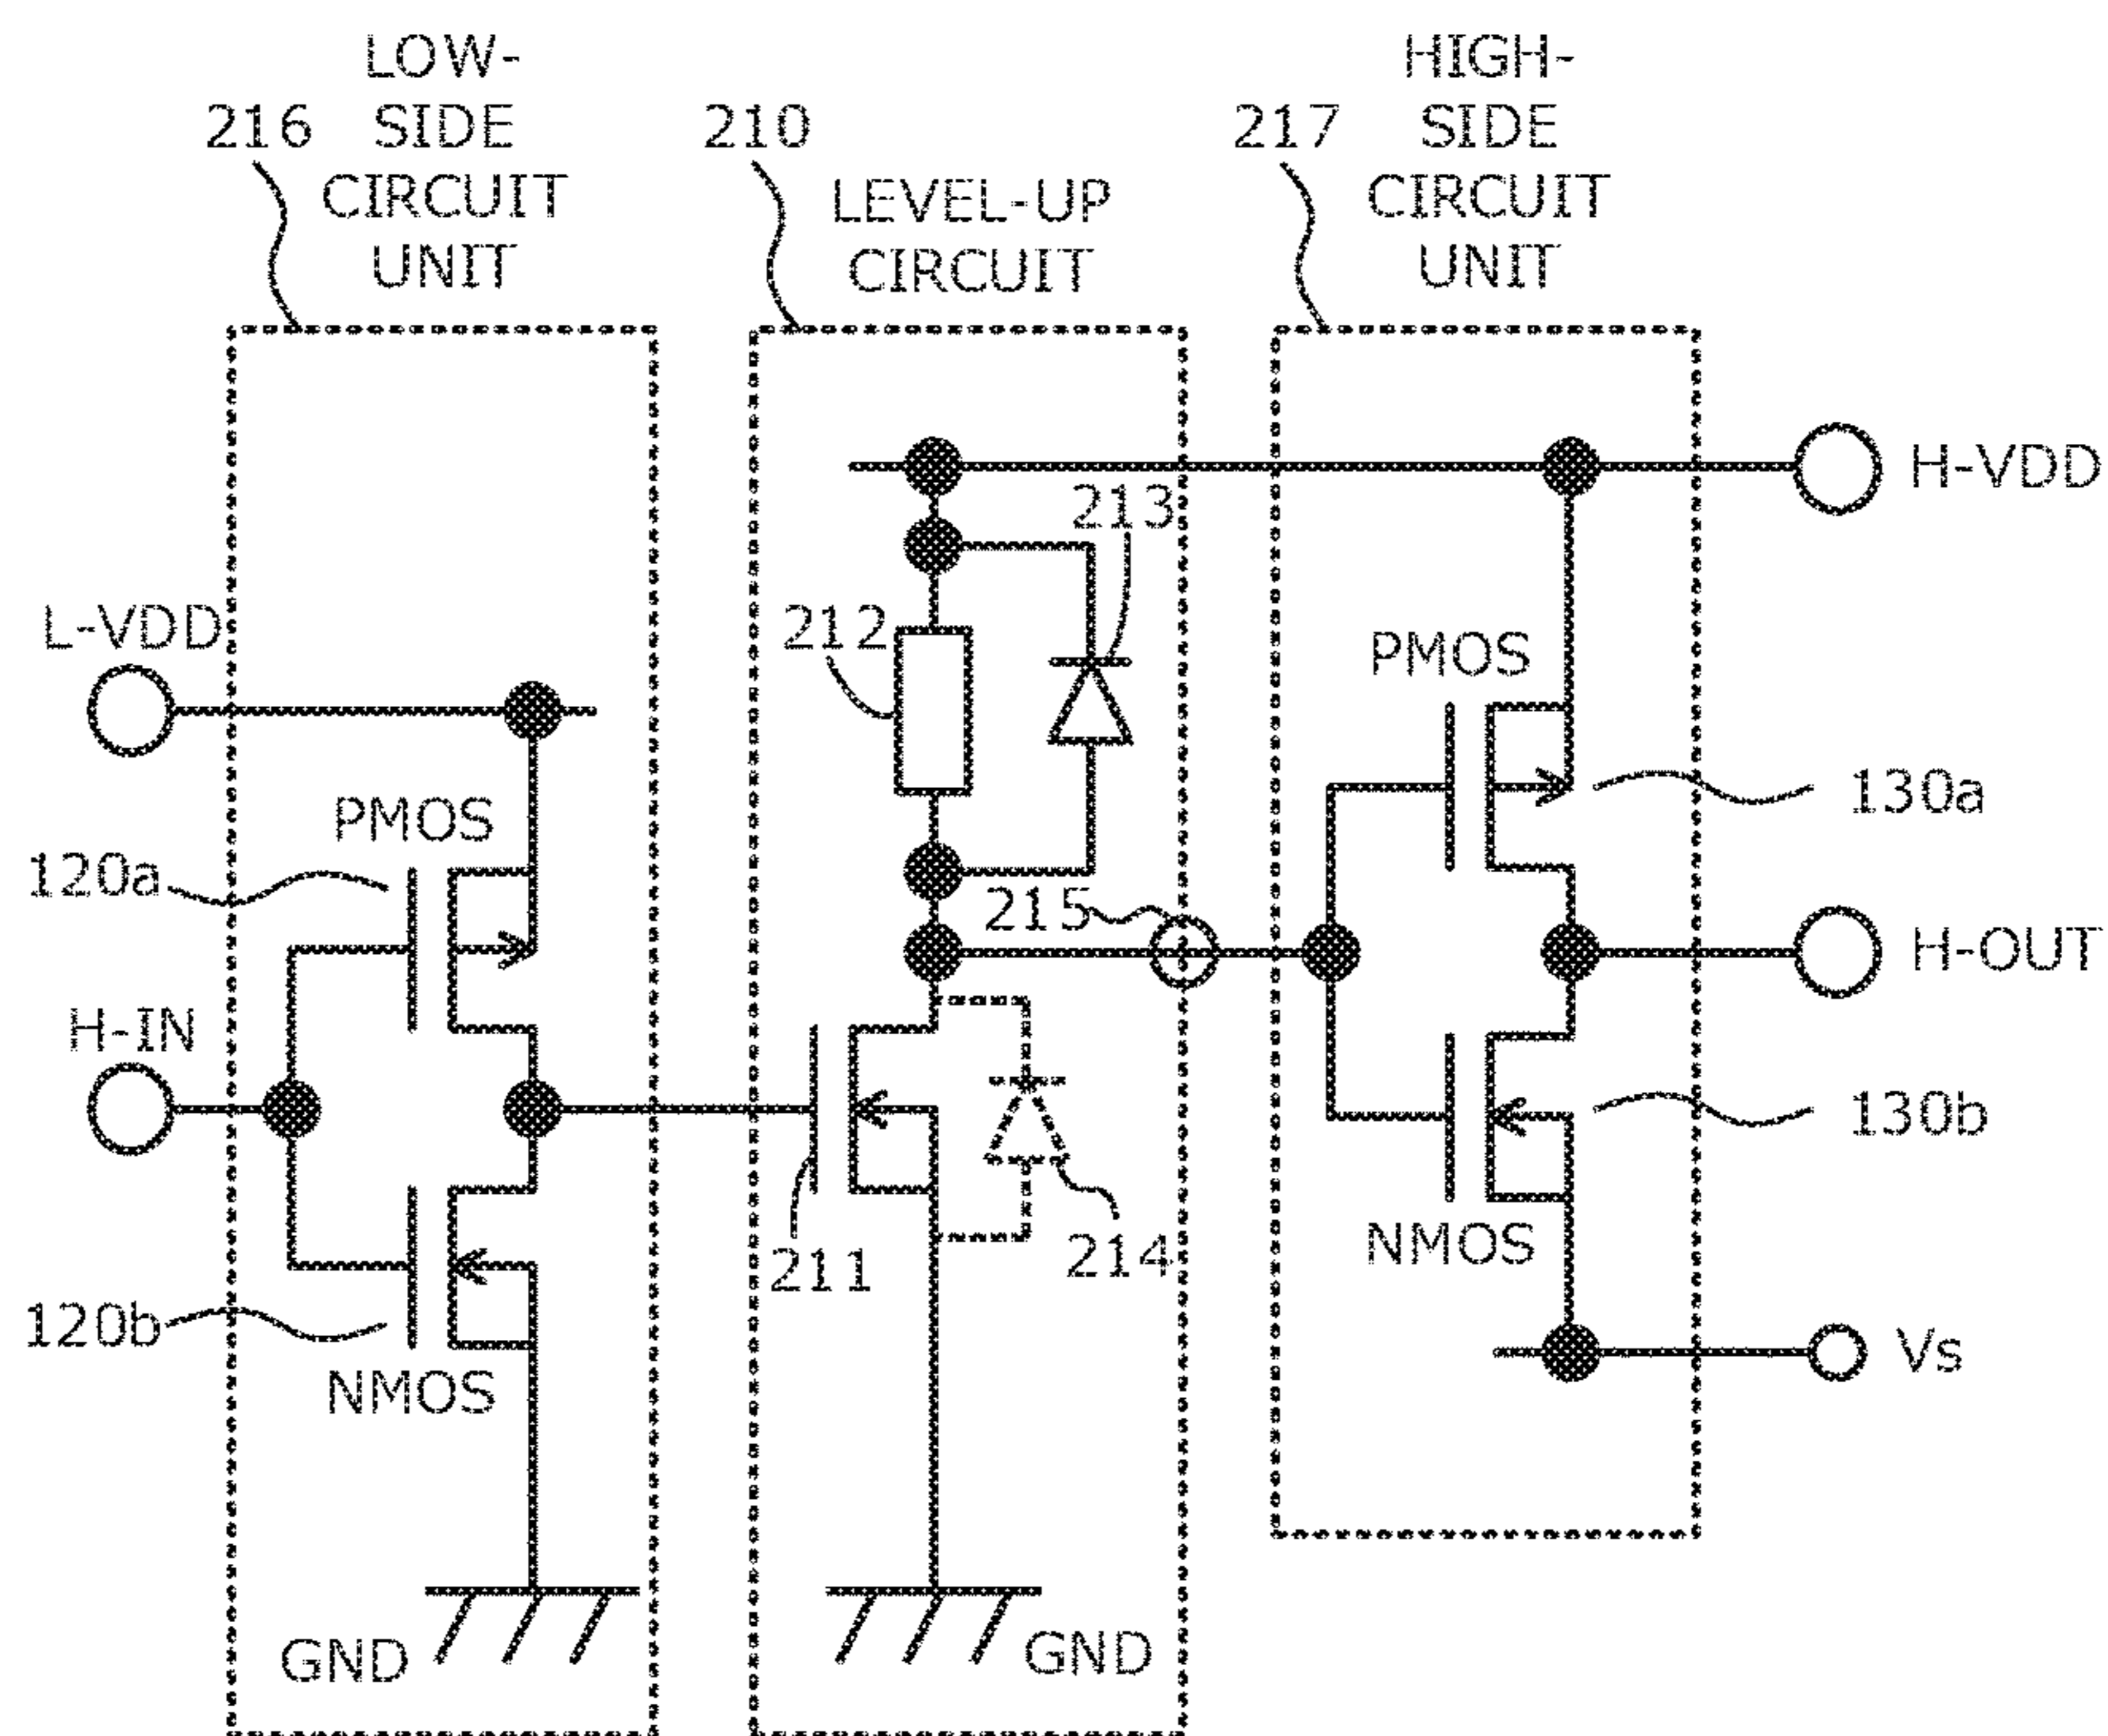 LOW-
216 SIDE
CIRCUIT
UNIT
210
LEVEL-UP
CIRCUIT
HIGH-
217 SIDE
CIRCUIT
UNIT
H-VDD
213
L-VDD
212
PMOS
130a
PMOS
120a
215
H-OUT
H-IN
130b
211
214
NMOS
120b
NMOS
Vs
GND
GND